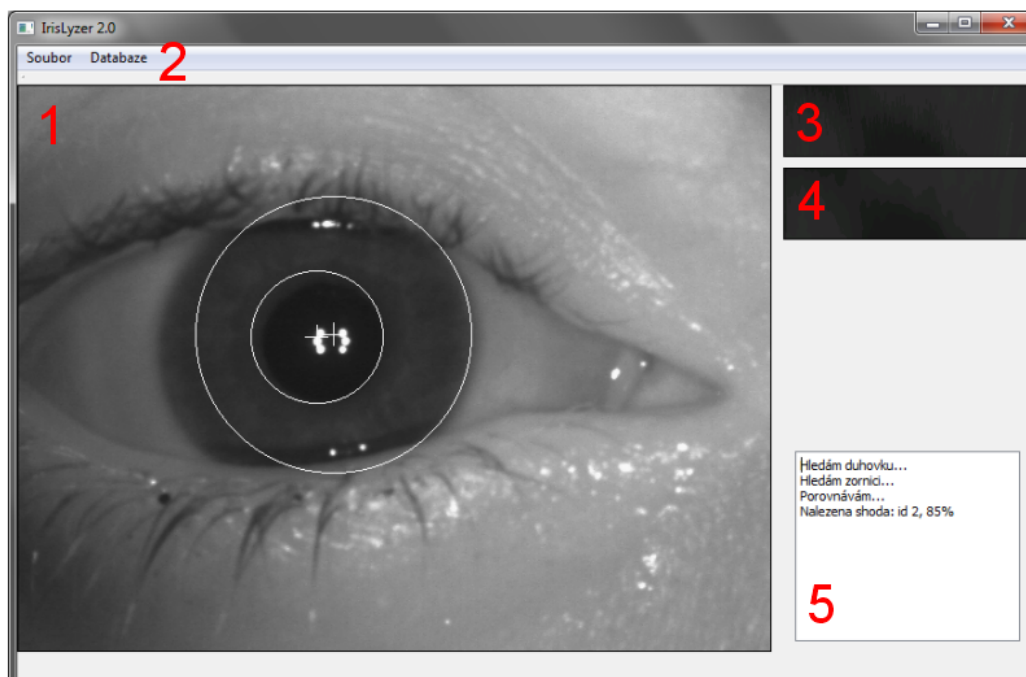 IrisLyzer 2.0
Soubor Databaze 2
1
3
4
Hledám duhovku...
Hledám zornici...
Porovnávám...
Nalezena shoda: id 2, 85%
5